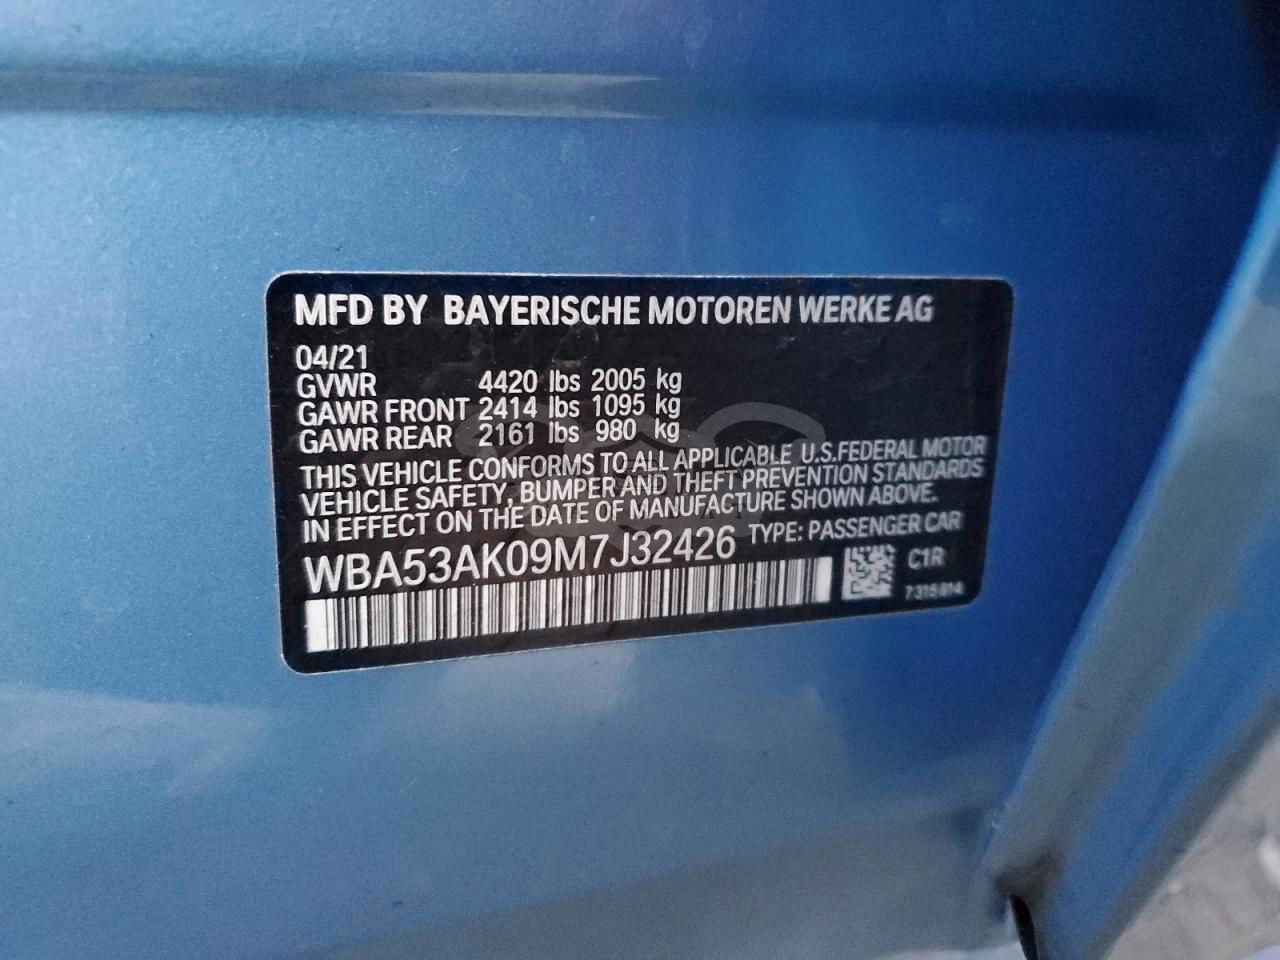 MFD BY BAYERISCHE MOTOREN WERKE AG
04/21
GVWR 4420 lbs 2005 kg
GAWR FRONT 2414 lbs 1095 kg
GAWR REAR 2161 lbs 980 kg
THIS VEHICLE CONFORMS TO ALL APPLICABLE U.S.FEDERAL MOTOR
VEHICLE SAFETY, BUMPER AND THEFT PREVENTION STANDARDS
IN EFFECT ON THE DATE OF MANUFACTURE SHOWN ABOVE.
WBA53AK09M7J32426 TYPE: PASSENGER CAR
C1R